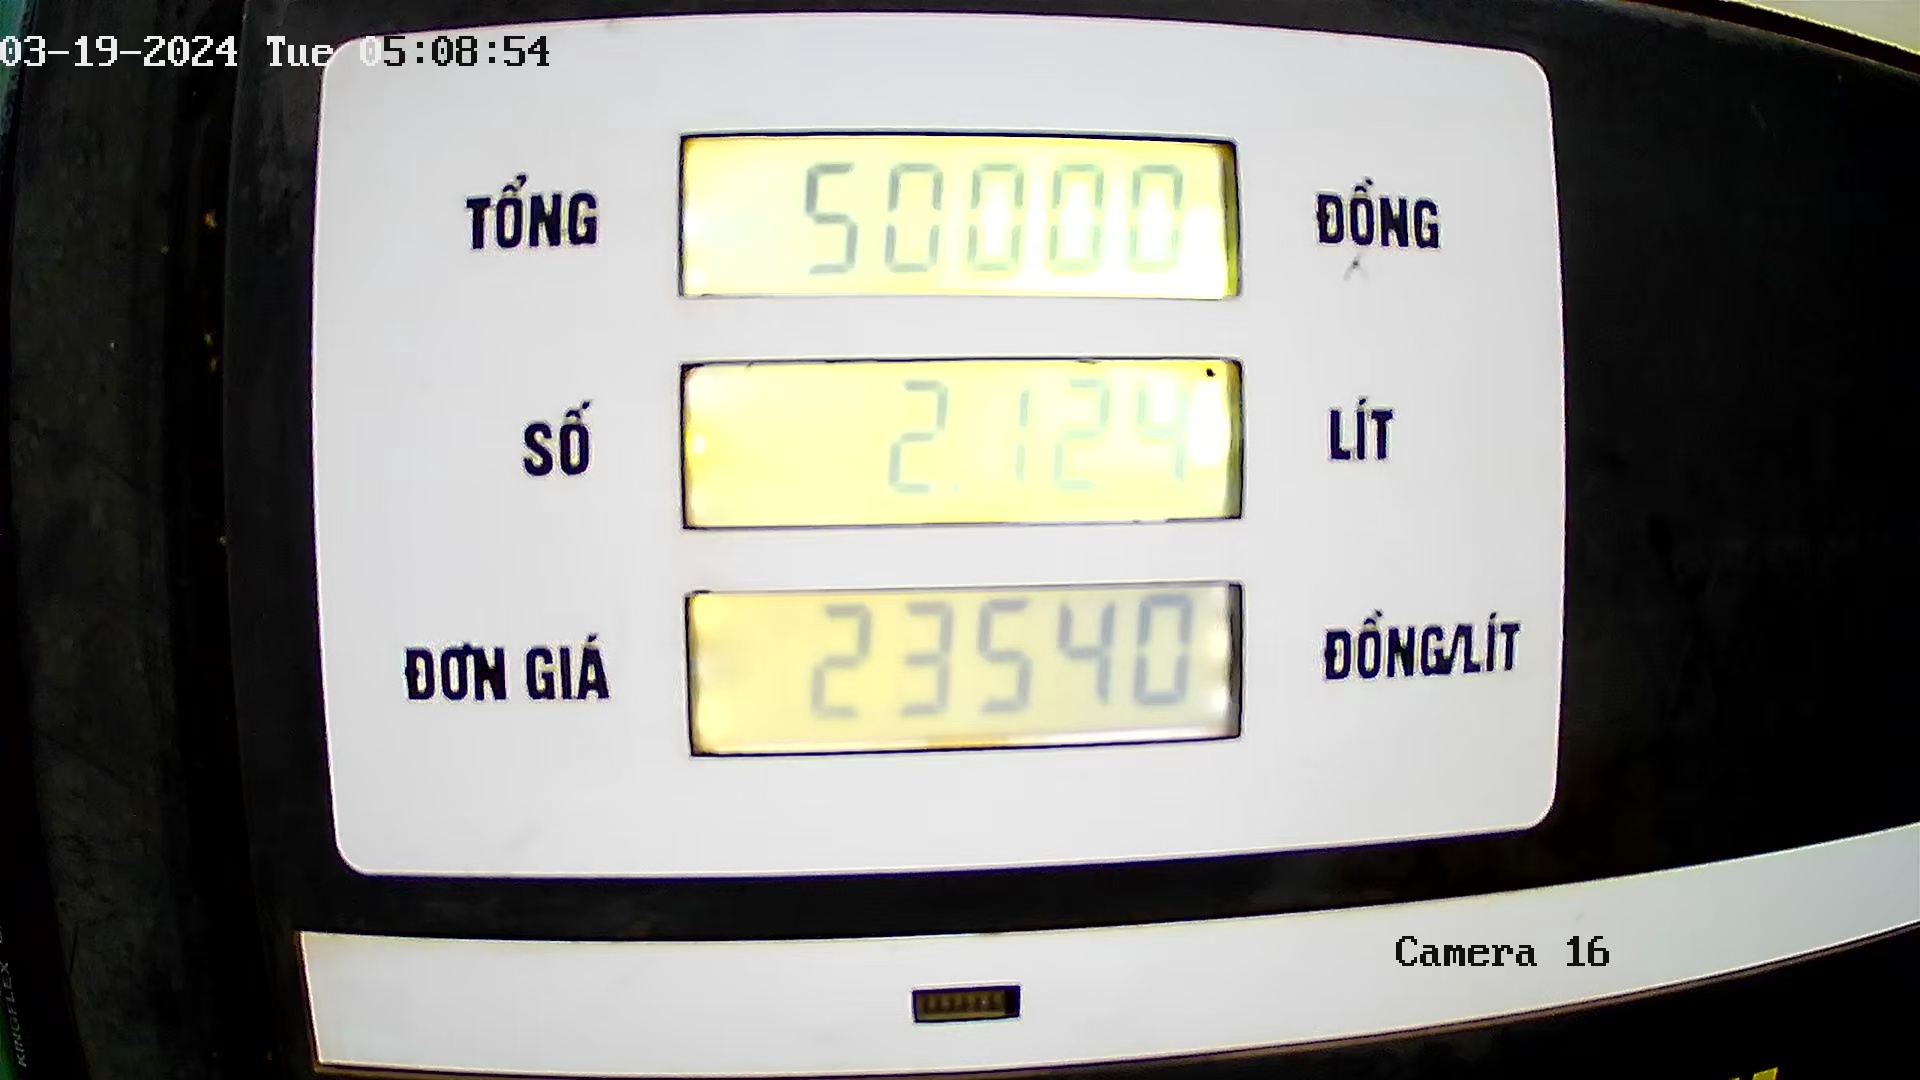 03-19-2024 Tue 05:08:54
TỔNG 50000 ĐỒNG
SỐ 2.124 LÍT
ĐƠN GIÁ 23540 ĐỒNG/LÍT
Camera 16
KINGFLEX